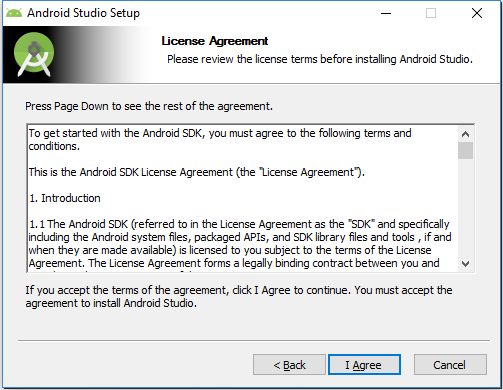 Android Studio Setup
License Agreement
Please review the license terms before installing Android Studio.
Press Page Down to see the rest of the agreement.
To get started with the Android SDK, you must agree to the following terms and
conditions.
This is the Android SDK License Agreement (the "License Agreement").
1. Introduction
1.1 The Android SDK (referred to in the License Agreement as the "SDK" and specifically
including the Android system files, packaged APIs, and SDK library files and tools , if and
when they are made available) is licensed to you subject to the terms of the License
Agreement. The License Agreement forms a legally binding contract between you and
If you accept the terms of the agreement, click I Agree to continue. You must accept the
agreement to install Android Studio.
< Back
I Agree
Cancel